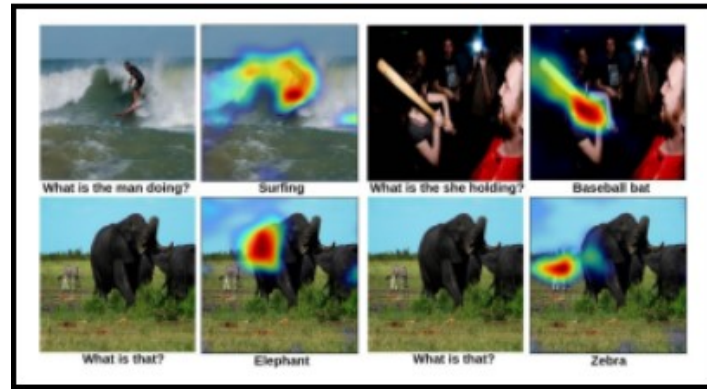 What is the man doing?
Surfing
What is the she holding?
Baseball bat
What is that?
Elephant
What is that?
Zebra